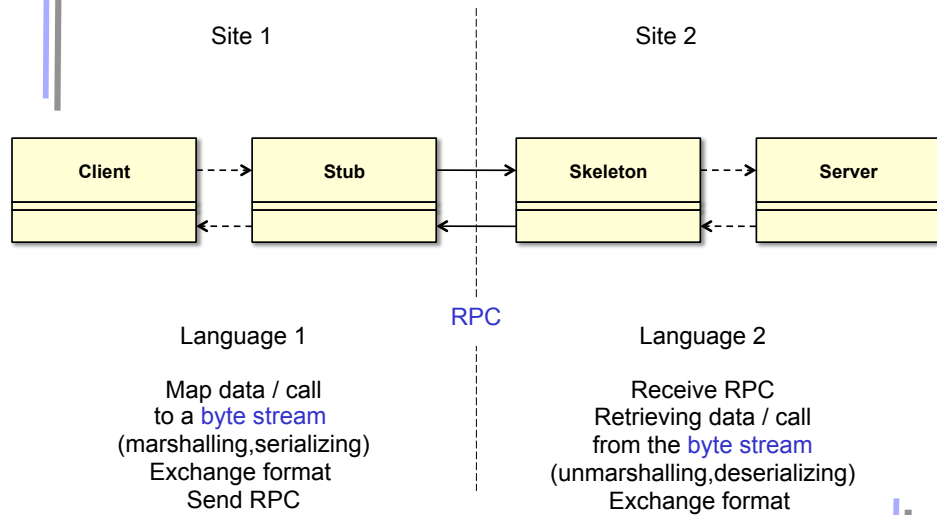 Site 1
Site 2
Client
Stub
Skeleton
Server
RPC
Language 1
Map data / call
to a byte stream
(marshalling,serializing)
Exchange format
Send RPC
Language 2
Receive RPC
Retrieving data / call
from the byte stream
(unmarshalling,deserializing)
Exchange format